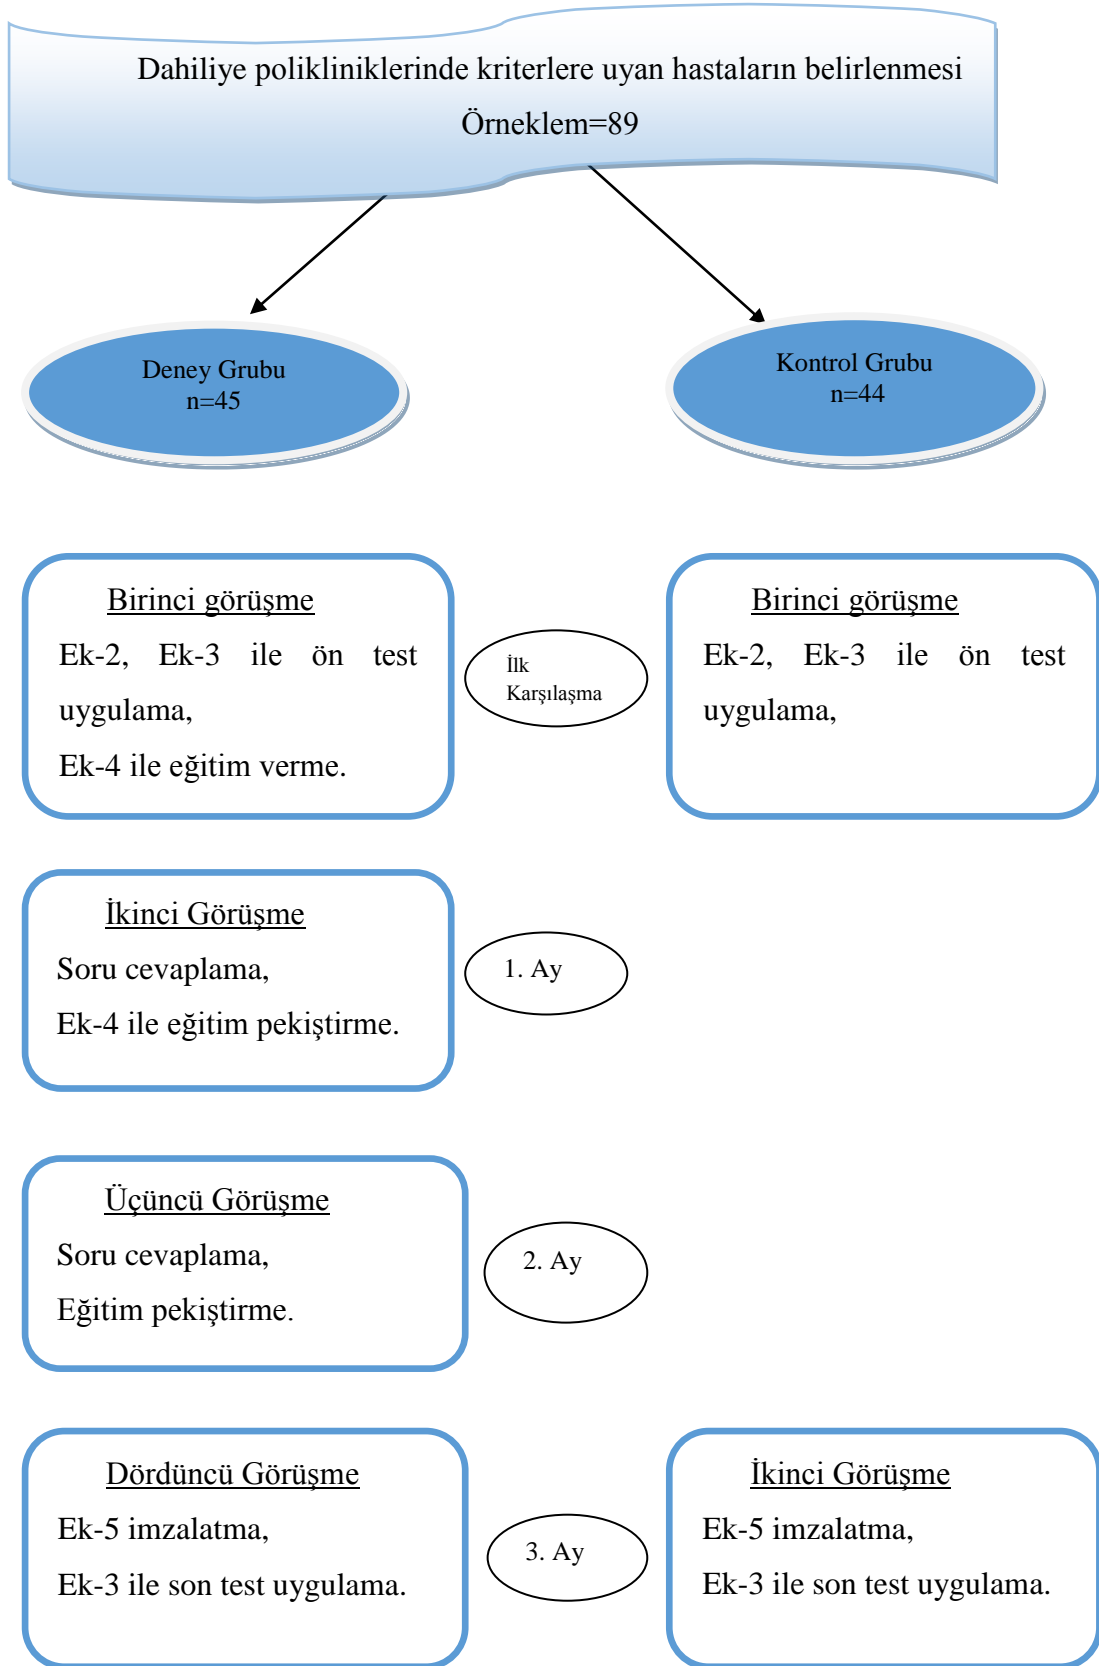 Dahiliye polikliniklerinde kriterlere uyan hastaların belirlenmesi
Örneklem=89
Deney Grubu
n=45
Kontrol Grubu
n=44
Birinci görüşme
Ek-2, Ek-3 ile ön test
uygulama,
Ek-4 ile eğitim verme.
İlk
Karşılaşma
Birinci görüşme
Ek-2, Ek-3 ile ön test
uygulama,
İkinci Görüşme
Soru cevaplama,
Ek-4 ile eğitim pekiştirme.
1. Ay
Üçüncü Görüşme
Soru cevaplama,
Eğitim pekiştirme.
2. Ay
Dördüncü Görüşme
Ek-5 imzalatma,
Ek-3 ile son test uygulama.
3. Ay
İkinci Görüşme
Ek-5 imzalatma,
Ek-3 ile son test uygulama.